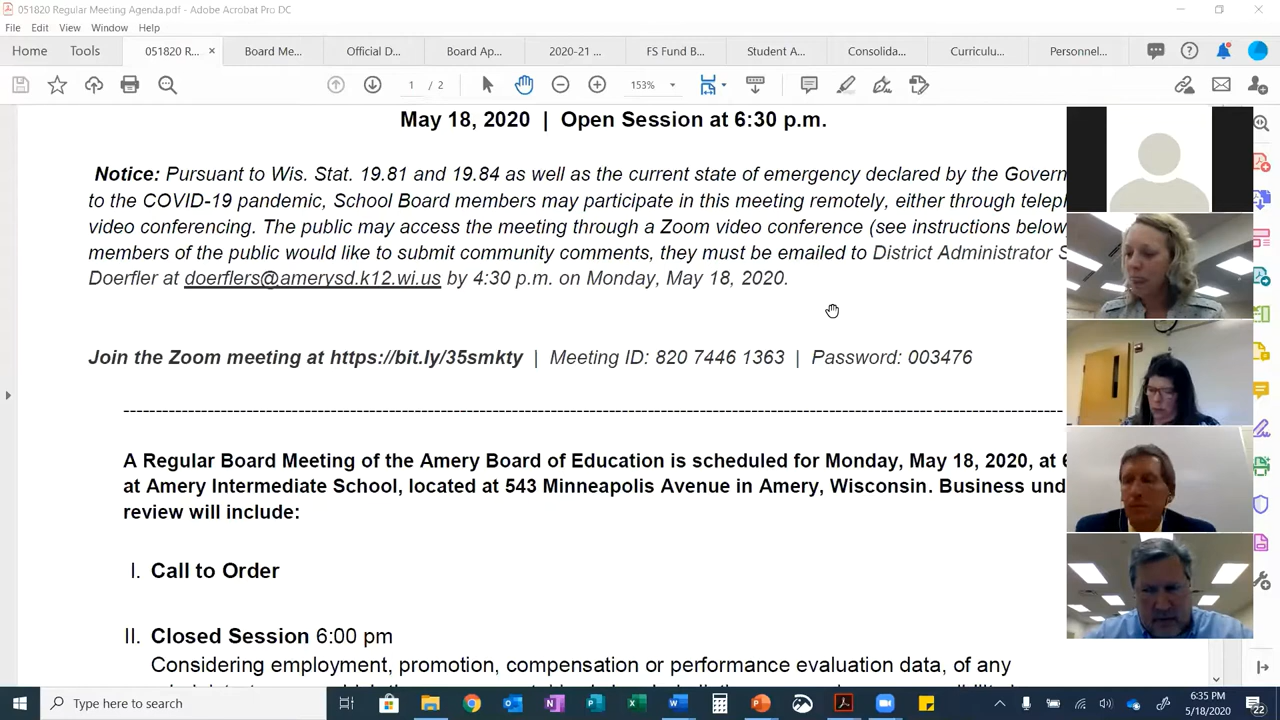 051820 Regular Meeting Agenda.pdf - Adobe Acrobat Pro DC
File Edit View Window Help
Home Tools 051820 R... × Board Me... Official D... Board Ap... 2020-21 ... FS Fund B... Student A... Consolida... Curriculu... Personnel...
1 / 2 153%
May 18, 2020 | Open Session at 6:30 p.m.
Notice: Pursuant to Wis. Stat. 19.81 and 19.84 as well as the current state of emergency declared by the Govern
to the COVID-19 pandemic, School Board members may participate in this meeting remotely, either through telep
video conferencing. The public may access the meeting through a Zoom video conference (see instructions below
members of the public would like to submit community comments, they must be emailed to District Administrator S
Doerfler at doerflers@amerysd.k12.wi.us by 4:30 p.m. on Monday, May 18, 2020.
Join the Zoom meeting at https://bit.ly/35smkty | Meeting ID: 820 7446 1363 | Password: 003476
A Regular Board Meeting of the Amery Board of Education is scheduled for Monday, May 18, 2020, at 6
at Amery Intermediate School, located at 543 Minneapolis Avenue in Amery, Wisconsin. Business und
review will include:
I. Call to Order
II. Closed Session 6:00 pm
Considering employment, promotion, compensation or performance evaluation data, of any
Type here to search
6:35 PM
5/18/2020
22